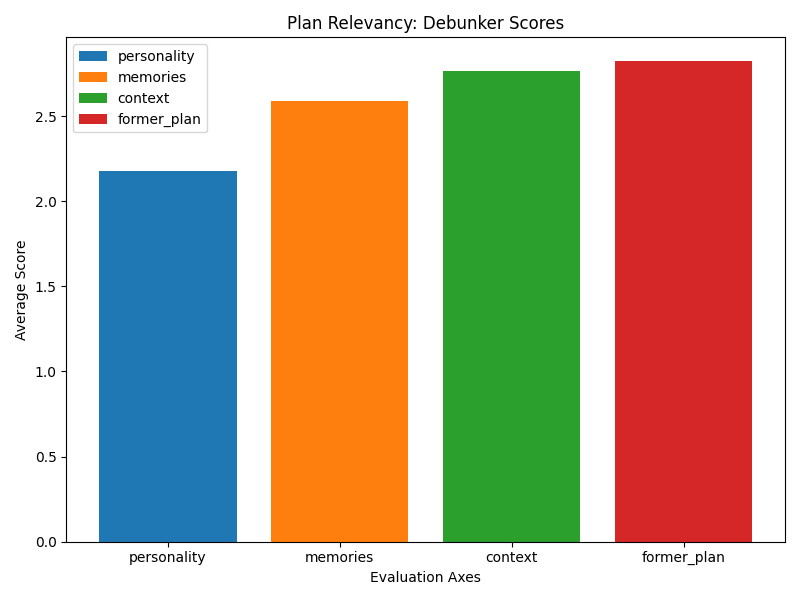 Plan Relevancy: Debunker Scores
personality
memories
context
former_plan
Average Score
2.5
2.0
1.5
1.0
0.5
0.0
personality memories context former_plan
Evaluation Axes